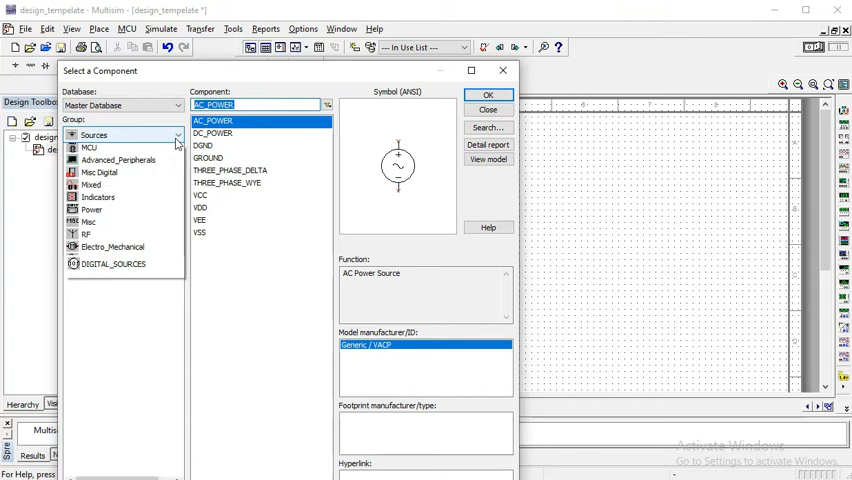 design_tempelate - Multisim - [design_tempelate *]
File Edit View Place MCU Simulate Transfer Tools Reports Options Window Help
-- In Use List --
Select a Component
Database:
Master Database
Group:
Sources
MCU
Advanced_Peripherals
Misc Digital
Mixed
Indicators
Power
Misc
RF
Electro_Mechanical
DIGITAL_SOURCES
Component:
AC_POWER
AC_POWER
DC_POWER
DGND
GROUND
THREE_PHASE_DELTA
THREE_PHASE_WYE
VCC
VDD
VEE
VSS
Symbol (ANSI)
OK
Close
Search...
Detail report
View model
Help
Function:
AC Power Source
Model manufacturer/ID:
Generic / VACP
Footprint manufacturer/type:
Hyperlink:
Design Toolbo
desig
Hierarchy Visi
Multisi
Results
For Help, press
Activate Windows
Go to Settings to activate Windows.